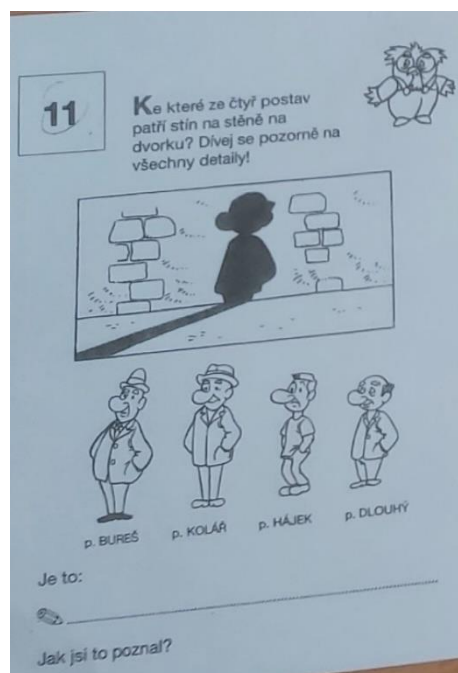 11
Ke které ze čtyř postav
patří stín na stěně na
dvorku? Dívej se pozorně na
všechny detaily!
p. BUREŠ
p. KOLÁŘ
p. HÁJEK
p. DLOUHÝ
Je to:
Jak jsi to poznal?